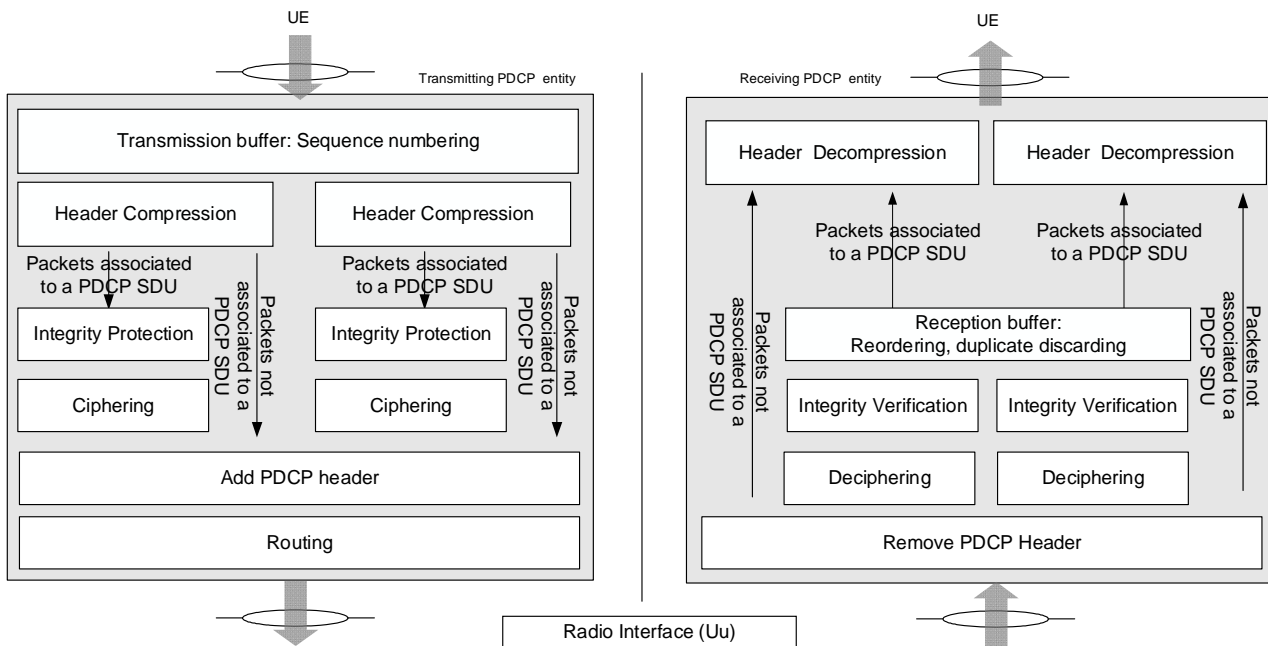 UE
Transmitting PDCP entity
Transmission buffer: Sequence numbering
Header Compression
Header Compression
Packets associated
to a PDCP SDU
Packets not
associated to a
PDCP SDU
Packets associated
to a PDCP SDU
Packets not
associated to a
PDCP SDU
Integrity Protection
Integrity Protection
Ciphering
Ciphering
Add PDCP header
Routing
UE
Receiving PDCP entity
Header Decompression
Header Decompression
Packets associated
to a PDCP SDU
Packets associated
to a PDCP SDU
Packets not
associated to a
PDCP SDU
Reception buffer:
Reordering, duplicate discarding
Packets not
associated to a
PDCP SDU
Integrity Verification
Integrity Verification
Deciphering
Deciphering
Remove PDCP Header
Radio Interface (Uu)